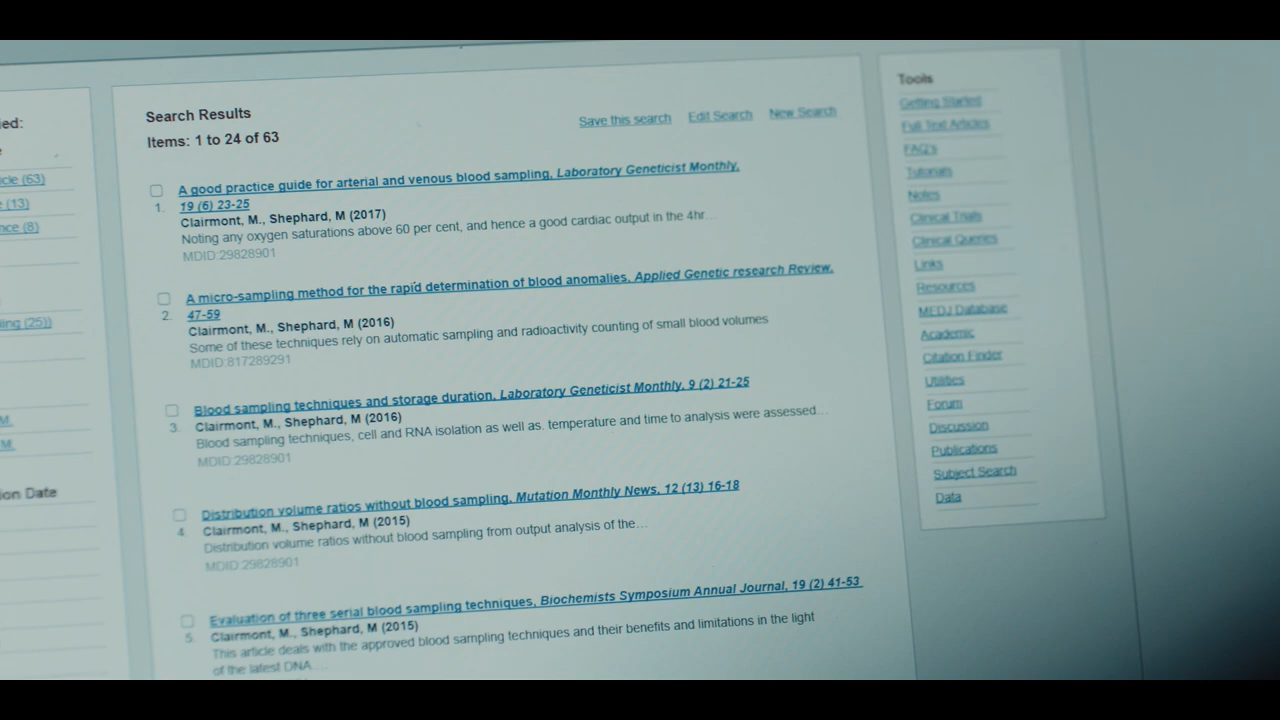 ied:
cle (63)
(13)
nce (8)
ing (25))
M.
M.
ion Date
Search Results
Items: 1 to 24 of 63
Save this search Edit Search New Search
A good practice guide for arterial and venous blood sampling, Laboratory Geneticist Monthly,
1. 19 (6) 23-25
Clairmont, M., Shephard, M (2017)
Noting any oxygen saturations above 60 per cent, and hence a good cardiac output in the 4hr...
MDID:29828901
A micro-sampling method for the rapid determination of blood anomalies, Applied Genetic research Review,
2. 47-59
Clairmont, M., Shephard, M (2016)
Some of these techniques rely on automatic sampling and radioactivity counting of small blood volumes
MDID:817289291
Blood sampling techniques and storage duration, Laboratory Geneticist Monthly, 9 (2) 21-25
3. Clairmont, M., Shephard, M (2016)
Blood sampling techniques, cell and RNA isolation as well as. temperature and time to analysis were assessed...
MDID:29828901
Distribution volume ratios without blood sampling, Mutation Monthly News, 12 (13) 16-18
4. Clairmont, M., Shephard, M (2015)
Distribution volume ratios without blood sampling from output analysis of the...
MDID:29828901
Evaluation of three serial blood sampling techniques, Biochemists Symposium Annual Journal, 19 (2) 41-53
5. Clairmont, M., Shephard, M (2015)
This article deals with the approved blood sampling techniques and their benefits and limitations in the light
of the latest DNA...
Tools
Getting Started
Full Text Articles
FAQ's
Tutorials
Notes
Clinical Trials
Clinical Queries
Links
Resources
MEDJ Database
Academic
Citation Finder
Utilities
Forum
Discussion
Publications
Subject Search
Data